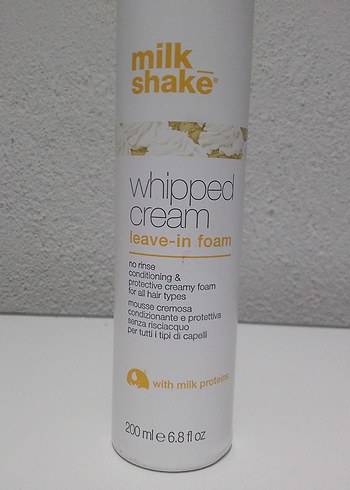 milk
shake®
whipped
cream
leave-in foam
no rinse
conditioning &
protective creamy foam
for all hair types
mousse cremosa
condizionante e protettiva
senza risciacquo
per tutti i tipi di capelli
with milk proteins
200 ml e 6.8 fl oz